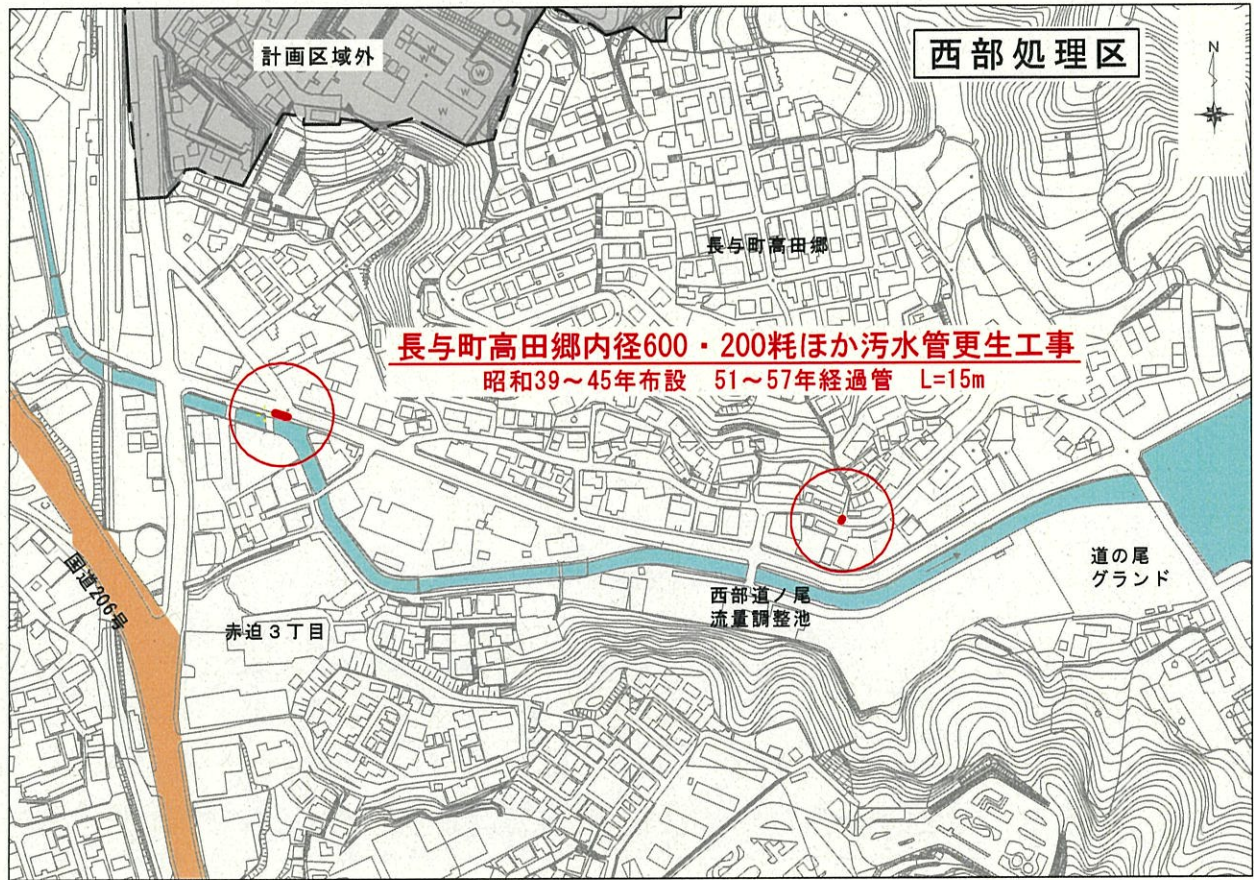 計画区域外
西部処理区
N
W
W
W
長与町高田郷
長与町高田郷内径600・200粍ほか汚水管更生工事
昭和39～45年布設　51～57年経過管　L=15m
国道206号
赤迫３丁目
西部道ノ尾
流量調整池
道の尾
グランド